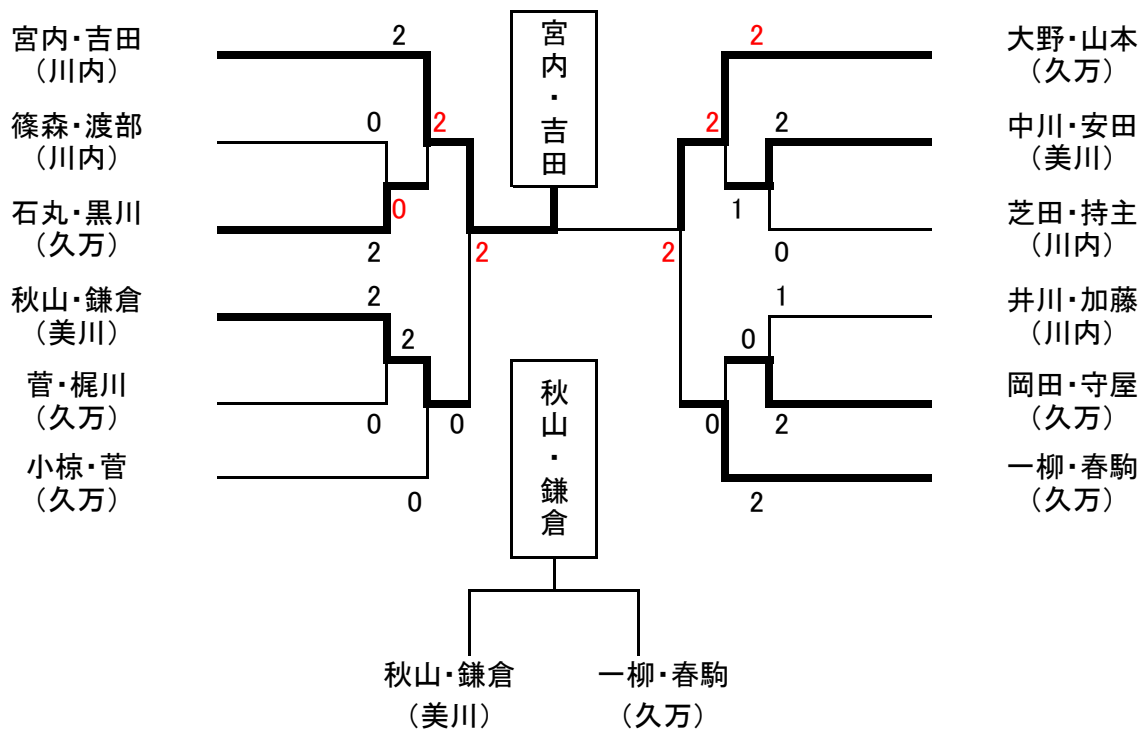 宮内・吉田
（川内）
篠森・渡部
（川内）
石丸・黒川
（久万）
秋山・鎌倉
（美川）
菅・梶川
（久万）
小椋・菅
（久万）
2
0
2
0
2
2
2
0
0
0
2
宮内・吉田
秋山・鎌倉
2
2
2
1
0
2
1
0
0
2
2
大野・山本
（久万）
中川・安田
（美川）
芝田・持主
（川内）
井川・加藤
（川内）
岡田・守屋
（久万）
一柳・春駒
（久万）
秋山・鎌倉
（美川）
一柳・春駒
（久万）